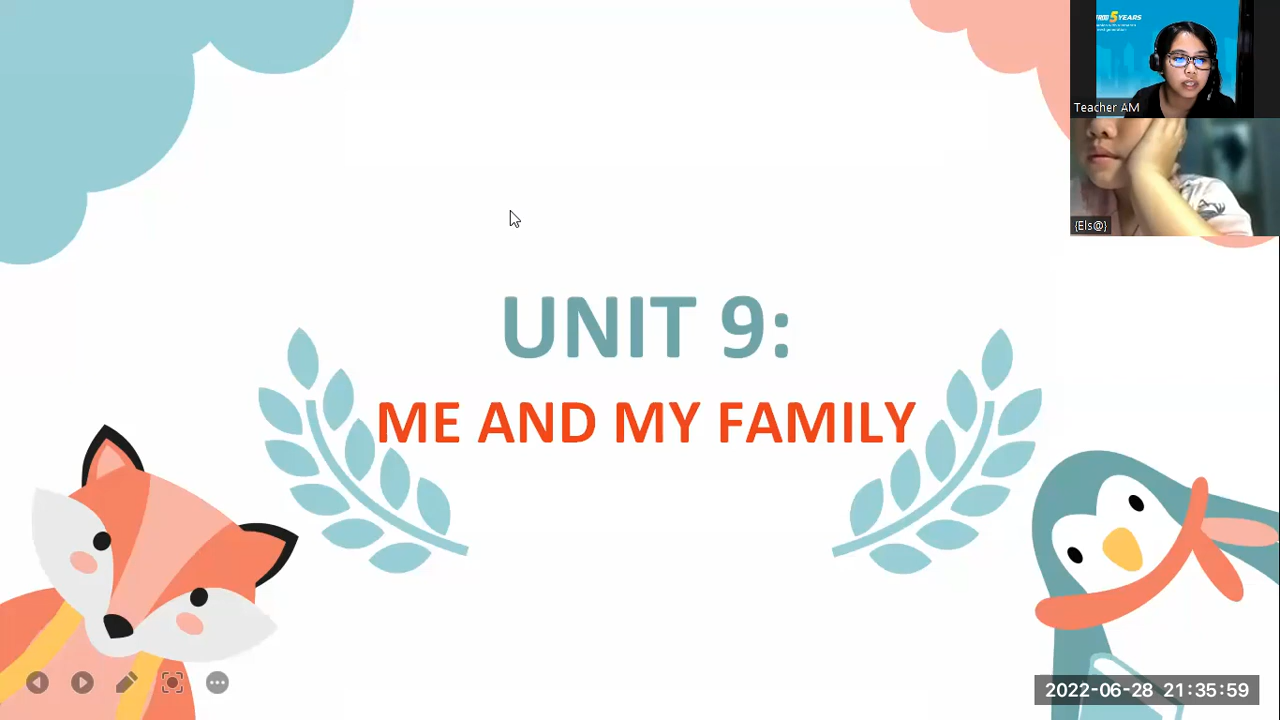 5 YEARS
Teacher AM
{Els@}
UNIT 9:
ME AND MY FAMILY
2022-06-28 21:35:59